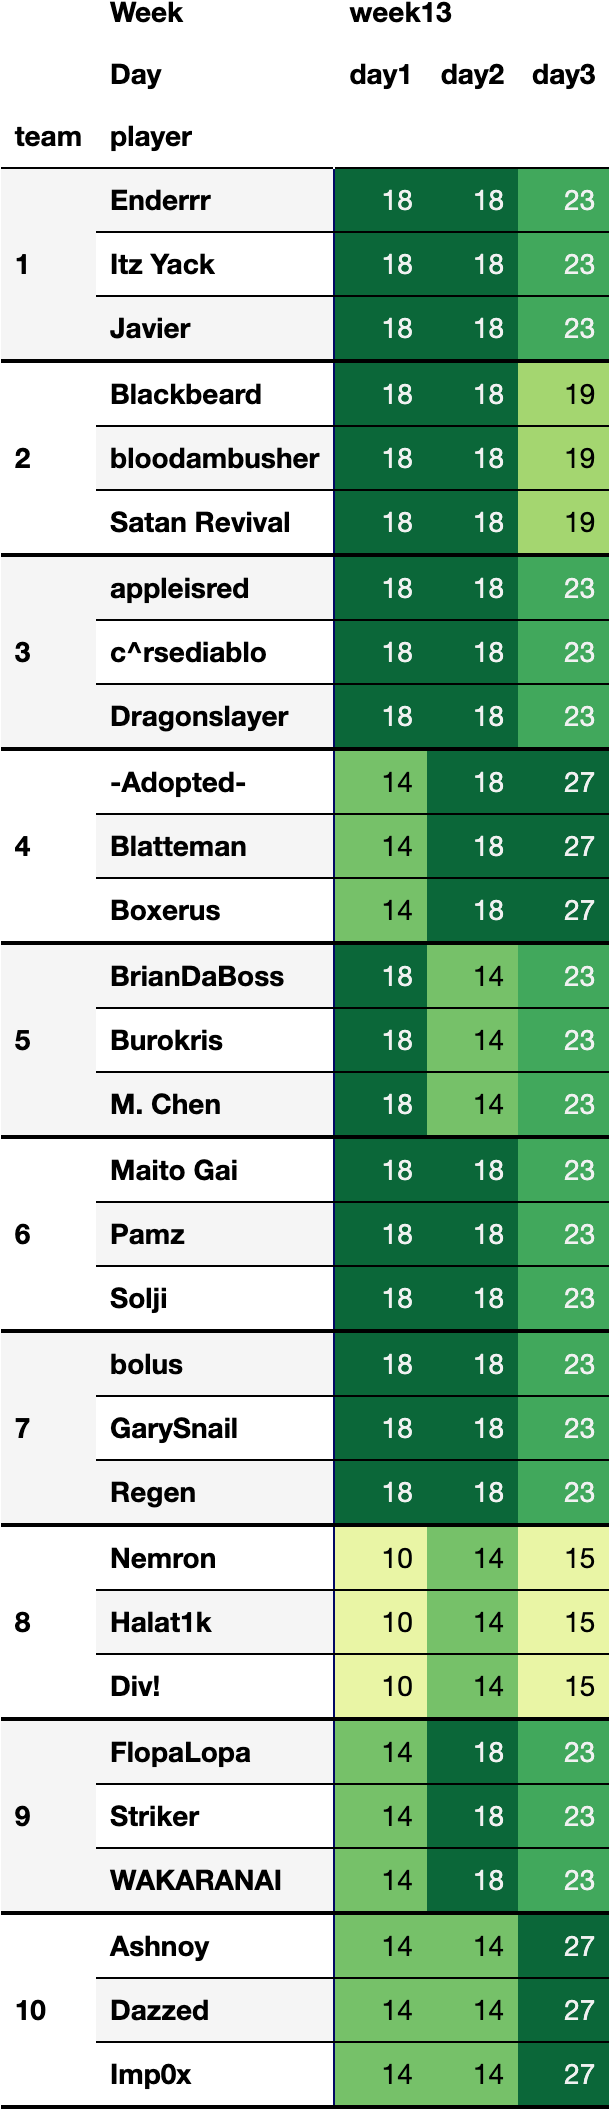 Week week13
Day day1 day2 day3
team player
Enderrr 18 18 23
1 Itz Yack 18 18 23
Javier 18 18 23
Blackbeard 18 18 19
2 bloodambusher 18 18 19
Satan Revival 18 18 19
appleisred 18 18 23
3 c^rsediablo 18 18 23
Dragonslayer 18 18 23
-Adopted- 14 18 27
4 Blatteman 14 18 27
Boxerus 14 18 27
BrianDaBoss 18 14 23
5 Burokris 18 14 23
M. Chen 18 14 23
Maito Gai 18 18 23
6 Pamz 18 18 23
Solji 18 18 23
bolus 18 18 23
7 GarySnail 18 18 23
Regen 18 18 23
Nemron 10 14 15
8 Halat1k 10 14 15
Div! 10 14 15
FlopaLopa 14 18 23
9 Striker 14 18 23
WAKARANAI 14 18 23
Ashnoy 14 14 27
10 Dazzed 14 14 27
Imp0x 14 14 27